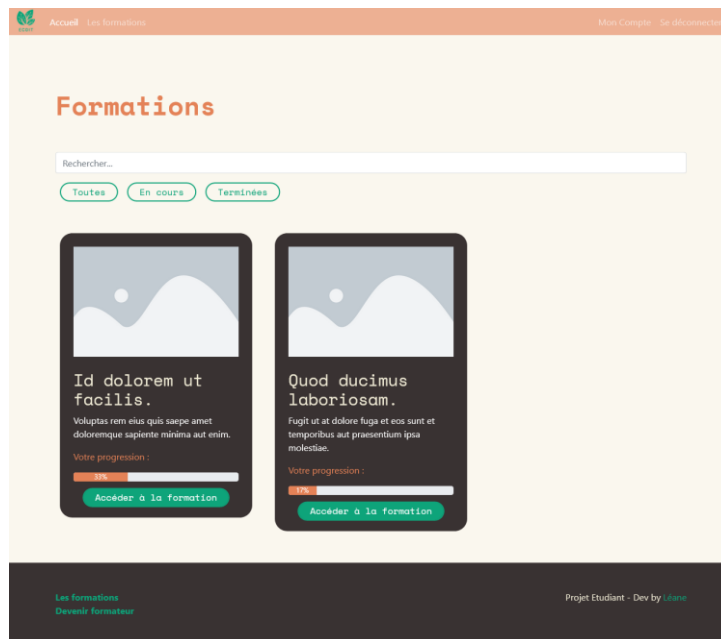 Accueil Les formations
Mon Compte Se déconnecter
Formations
Rechercher...
Toutes En cours Terminées
Id dolorem ut
facilis.
Voluptas rem eius quis saepe amet
doloremque sapiente minima aut enim.
Votre progression :
33%
Accéder à la formation
Quod ducimus
laboriosam.
Fugit ut at dolore fuga et eos sunt et
temporibus aut praesentium ipsa
molestiae.
Votre progression :
17%
Accéder à la formation
Les formations
Devenir formateur
Projet Etudiant - Dev by Léane